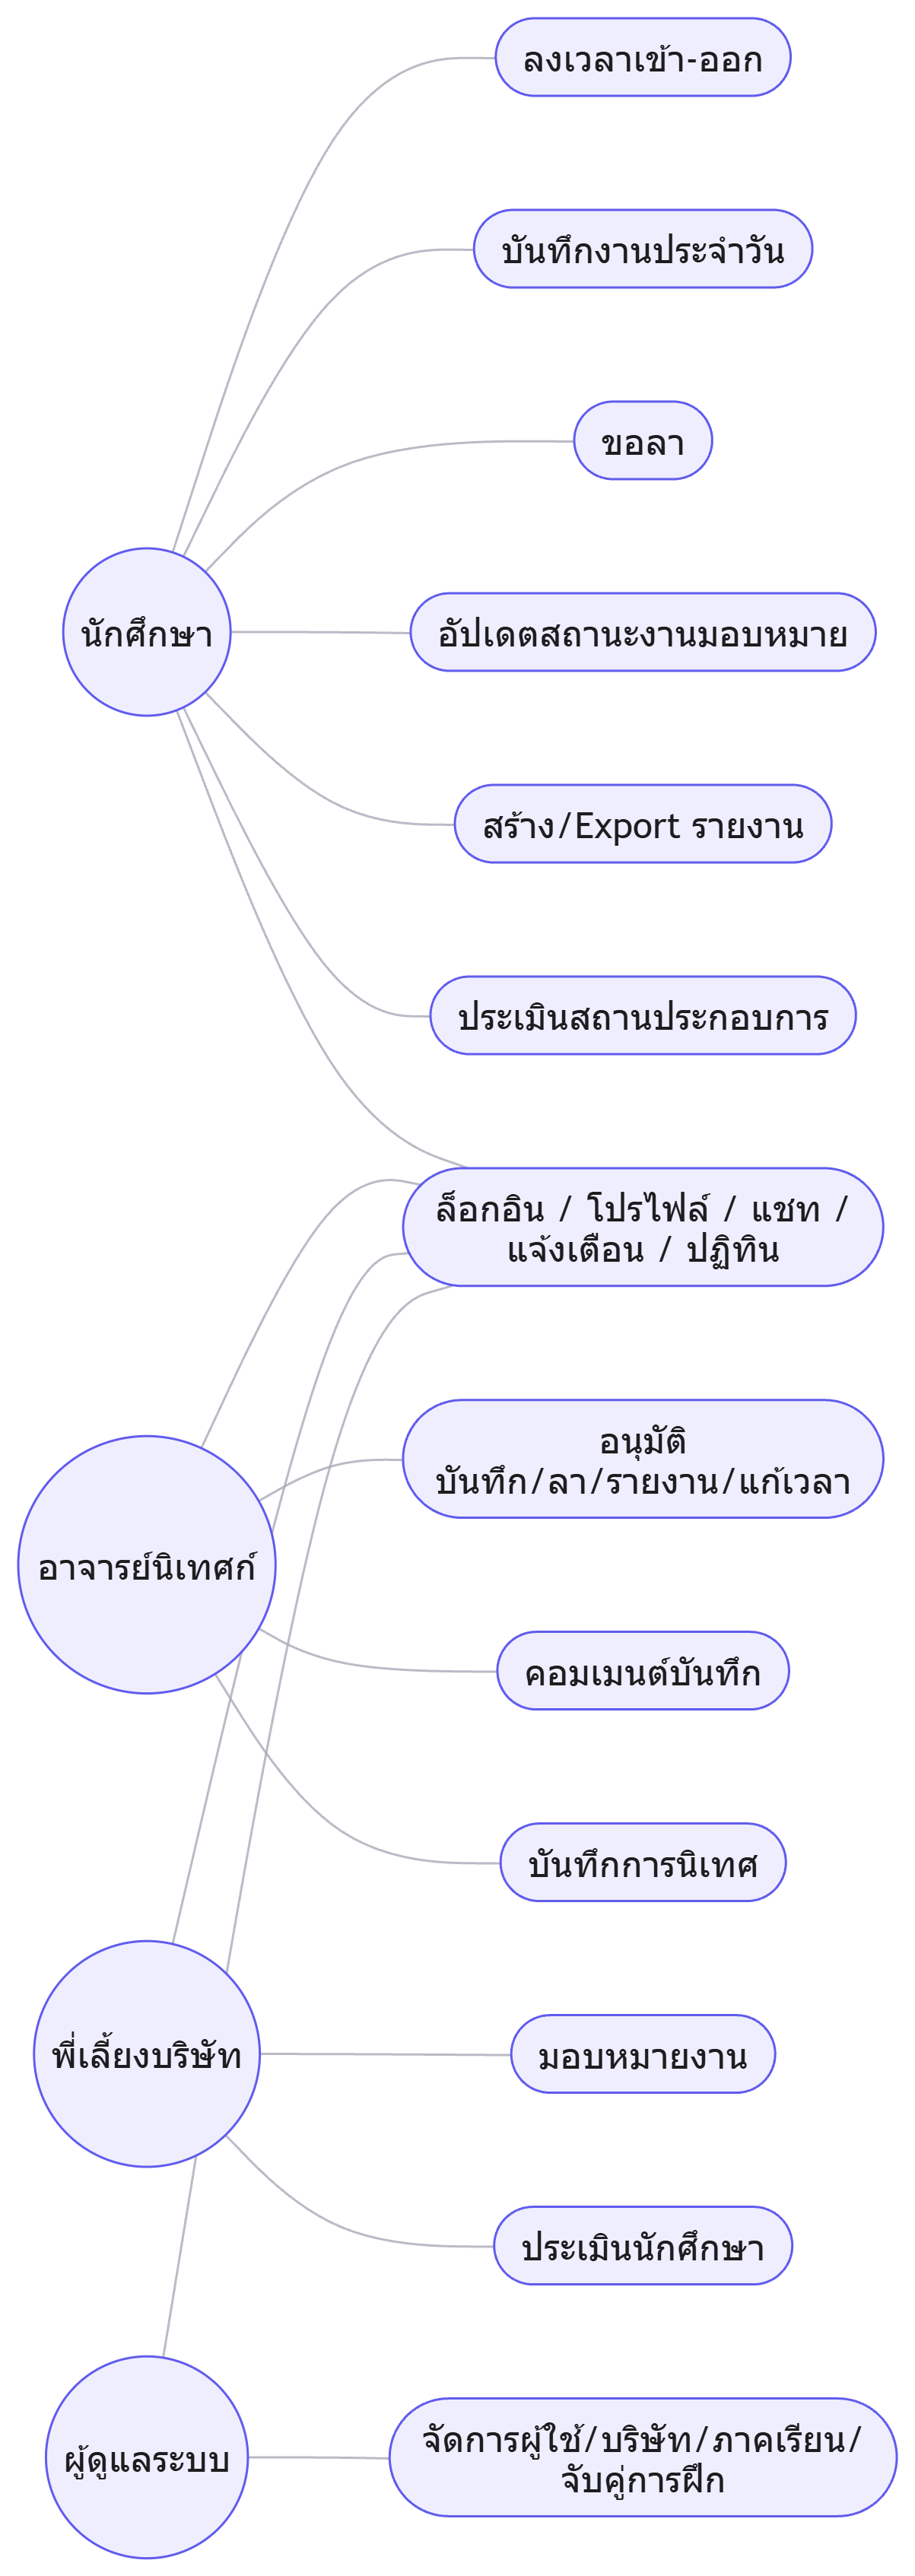 ลงเวลาเข้า-ออก
บันทึกงานประจำวัน
ขอลา
นักศึกษา
อัปเดตสถานะงานมอบหมาย
สร้าง/Export รายงาน
ประเมินสถานประกอบการ
ล็อกอิน / โปรไฟล์ / แชท /
แจ้งเตือน / ปฏิทิน
อนุมัติ
บันทึก/ลา/รายงาน/แก้เวลา
อาจารย์นิเทศก์
คอมเมนต์บันทึก
บันทึกการนิเทศ
พี่เลี้ยงบริษัท
มอบหมายงาน
ประเมินนักศึกษา
ผู้ดูแลระบบ
จัดการผู้ใช้/บริษัท/ภาคเรียน/
จับคู่การฝึก